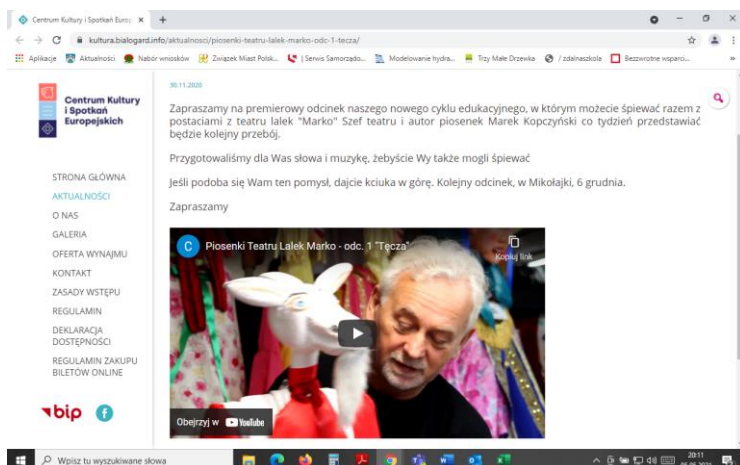 Centrum Kultury i Spotkań Europ
kultura.bialogard.info/aktualnosci/piosenki-teatru-lalek-marko-odc-1-tecza/
Aplikacje Aktualności Nabór wniosków Związek Miast Polsk... | Serwis Samorządo... Modelowanie hydra... Trzy Małe Drzewka / zdalnaszkola Bezzwrotne wsparci...
Centrum Kultury
i Spotkań
Europejskich
STRONA GŁÓWNA
AKTUALNOŚCI
O NAS
GALERIA
OFERTA WYNAJMU
KONTAKT
ZASADY WSTĘPU
REGULAMIN
DEKLARACJA
DOSTĘPNOŚCI
REGULAMIN ZAKUPU
BILETÓW ONLINE
bip
30.11.2020
Zapraszamy na premierowy odcinek naszego nowego cyklu edukacyjnego, w którym możecie śpiewać razem z
postaciami z teatru lalek "Marko" Szef teatru i autor piosenek Marek Kopczyński co tydzień przedstawiać
będzie kolejny przebój.
Przygotowaliśmy dla Was słowa i muzykę, żebyście Wy także mogli śpiewać
Jeśli podoba się Wam ten pomysł, dajcie kciuka w górę. Kolejny odcinek, w Mikołajki, 6 grudnia.
Zapraszamy
C Piosenki Teatru Lalek Marko - odc. 1 "Tęcza"
Kopiuj link
Obejrzyj w YouTube
Wpisz tu wyszukiwane słowa
20:11